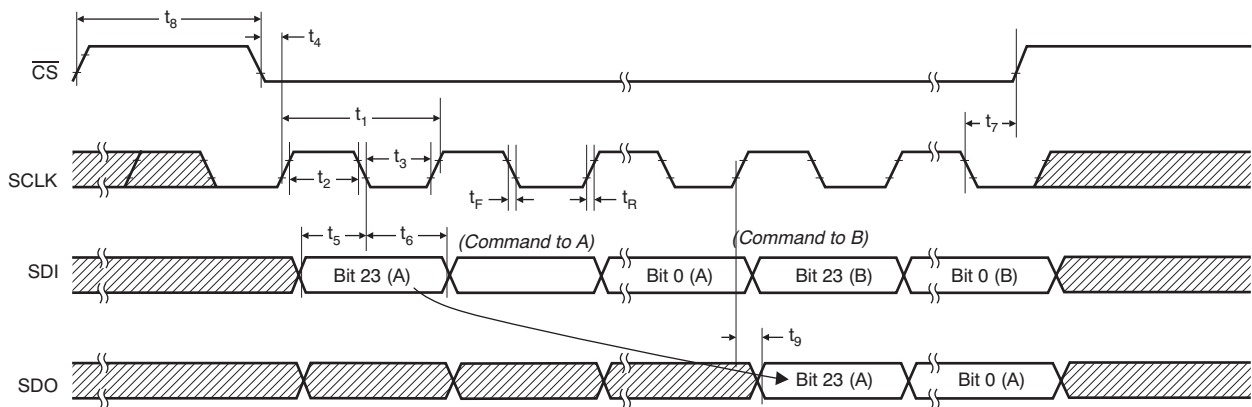 t8
t4
CS
t1
t7
t3
SCLK
t2
tF
tR
t5
t6
(Command to A)
(Command to B)
SDI
Bit 23 (A)
Bit 0 (A)
Bit 23 (B)
Bit 0 (B)
t9
SDO
Bit 23 (A)
Bit 0 (A)